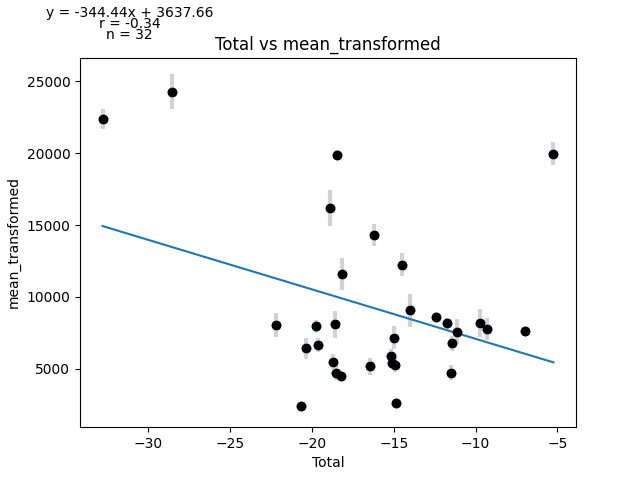 y = -344.44x + 3637.66
r = -0.34
n = 32
Total vs mean_transformed
25000
20000
15000
10000
5000
mean_transformed
−30
−25
−20
−15
−10
−5
Total